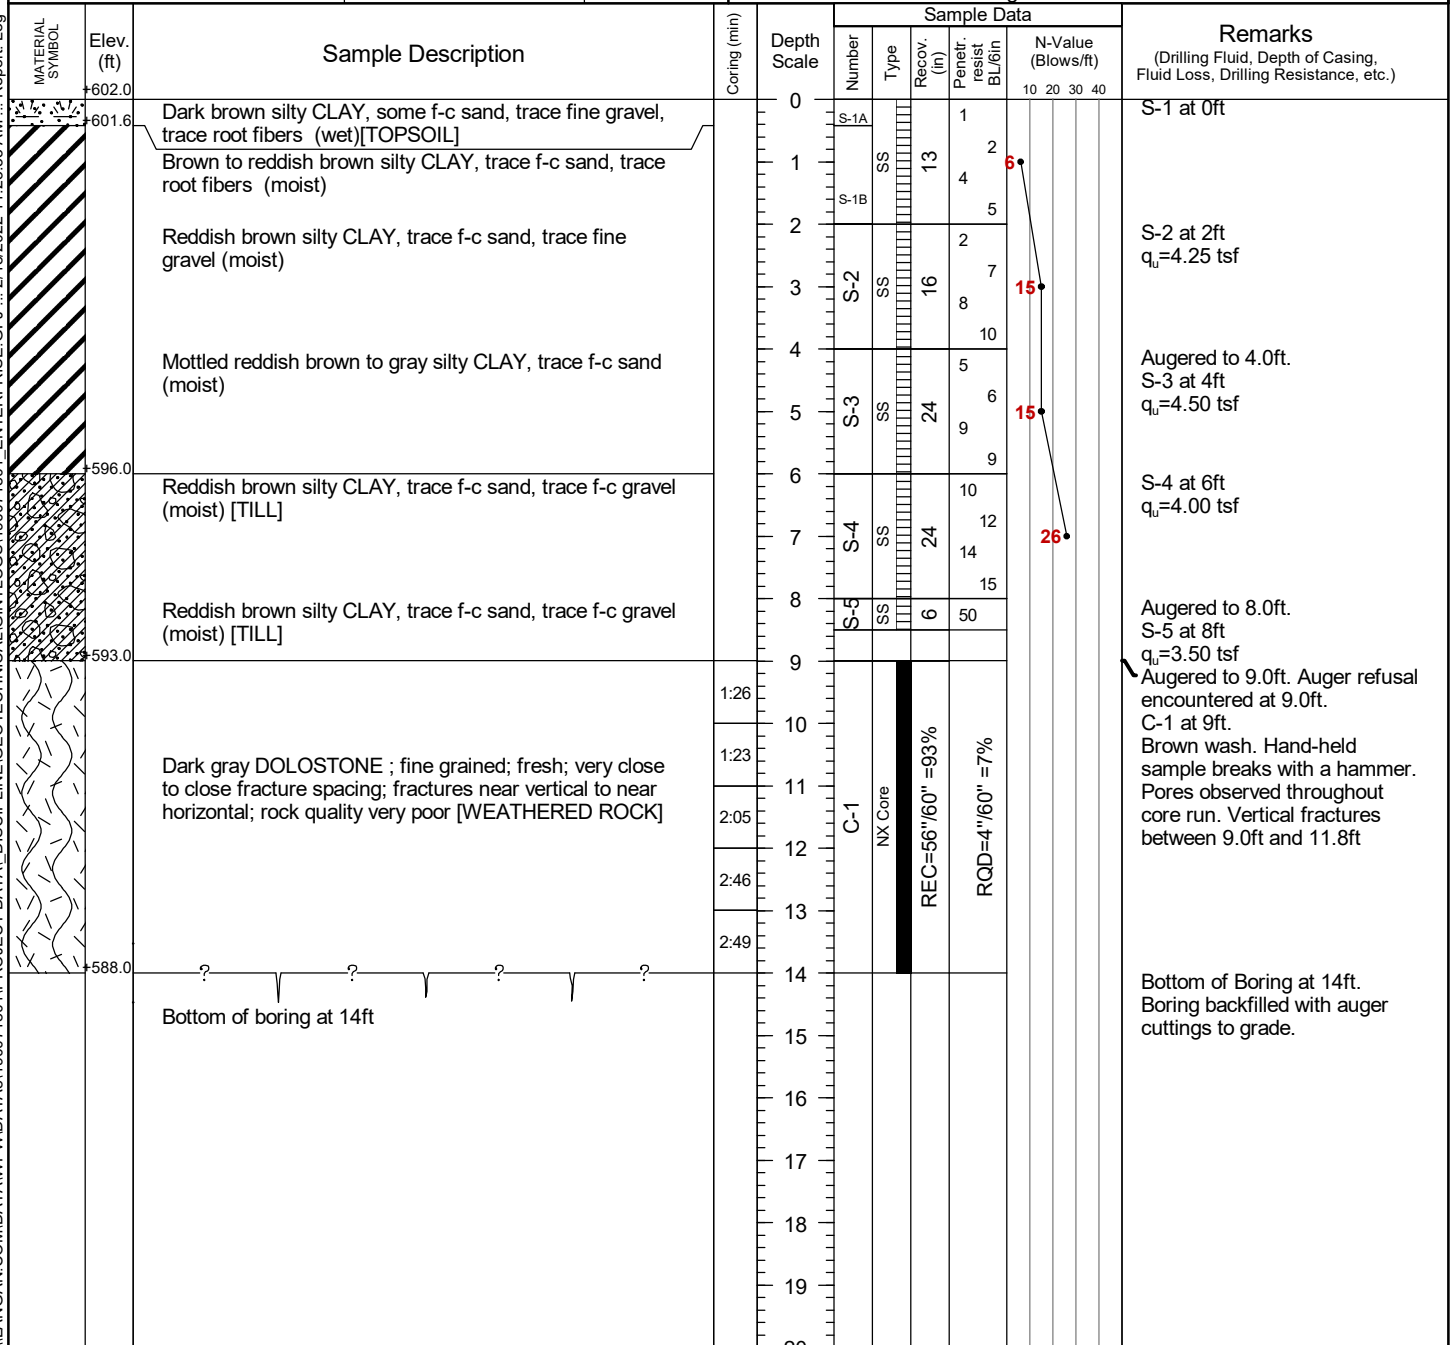 Sample Data
MATERIAL SYMBOL
Elev. (ft)
Sample Description
Coring (min)
Depth Scale
Number
Type
Recov. (in)
Penetr. resist BL/6in
N-Value (Blows/ft)
10 20 30 40
Remarks
(Drilling Fluid, Depth of Casing,
Fluid Loss, Drilling Resistance, etc.)
+602.0
0
Dark brown silty CLAY, some f-c sand, trace fine gravel,
trace root fibers (wet)[TOPSOIL]
S-1A
1
S-1 at 0ft
+601.6
Brown to reddish brown silty CLAY, trace f-c sand, trace
root fibers (moist)
1
S-1B
SS
13
2
4
5
6
2
Reddish brown silty CLAY, trace f-c sand, trace fine
gravel (moist)
3
S-2
SS
16
2
7
8
10
15
S-2 at 2ft
qu=4.25 tsf
4
Mottled reddish brown to gray silty CLAY, trace f-c sand
(moist)
5
S-3
SS
24
5
6
9
9
15
Augered to 4.0ft.
S-3 at 4ft
qu=4.50 tsf
+596.0
6
Reddish brown silty CLAY, trace f-c sand, trace f-c gravel
(moist) [TILL]
7
S-4
SS
24
10
12
14
15
26
S-4 at 6ft
qu=4.00 tsf
8
Reddish brown silty CLAY, trace f-c sand, trace f-c gravel
(moist) [TILL]
S-5
SS
6
50
Augered to 8.0ft.
S-5 at 8ft
qu=3.50 tsf
+593.0
9
Augered to 9.0ft. Auger refusal
encountered at 9.0ft.
C-1 at 9ft.
Brown wash. Hand-held
sample breaks with a hammer.
Pores observed throughout
core run. Vertical fractures
between 9.0ft and 11.8ft
1:26
10
1:23
Dark gray DOLOSTONE ; fine grained; fresh; very close
to close fracture spacing; fractures near vertical to near
horizontal; rock quality very poor [WEATHERED ROCK]
11
2:05
C-1
NX Core
REC=56"/60" =93%
RQD=4"/60" =7%
12
2:46
13
2:49
+588.0
? ? ? ?
14
Bottom of boring at 14ft
Bottom of Boring at 14ft.
Boring backfilled with auger
cuttings to grade.
15
16
17
18
19